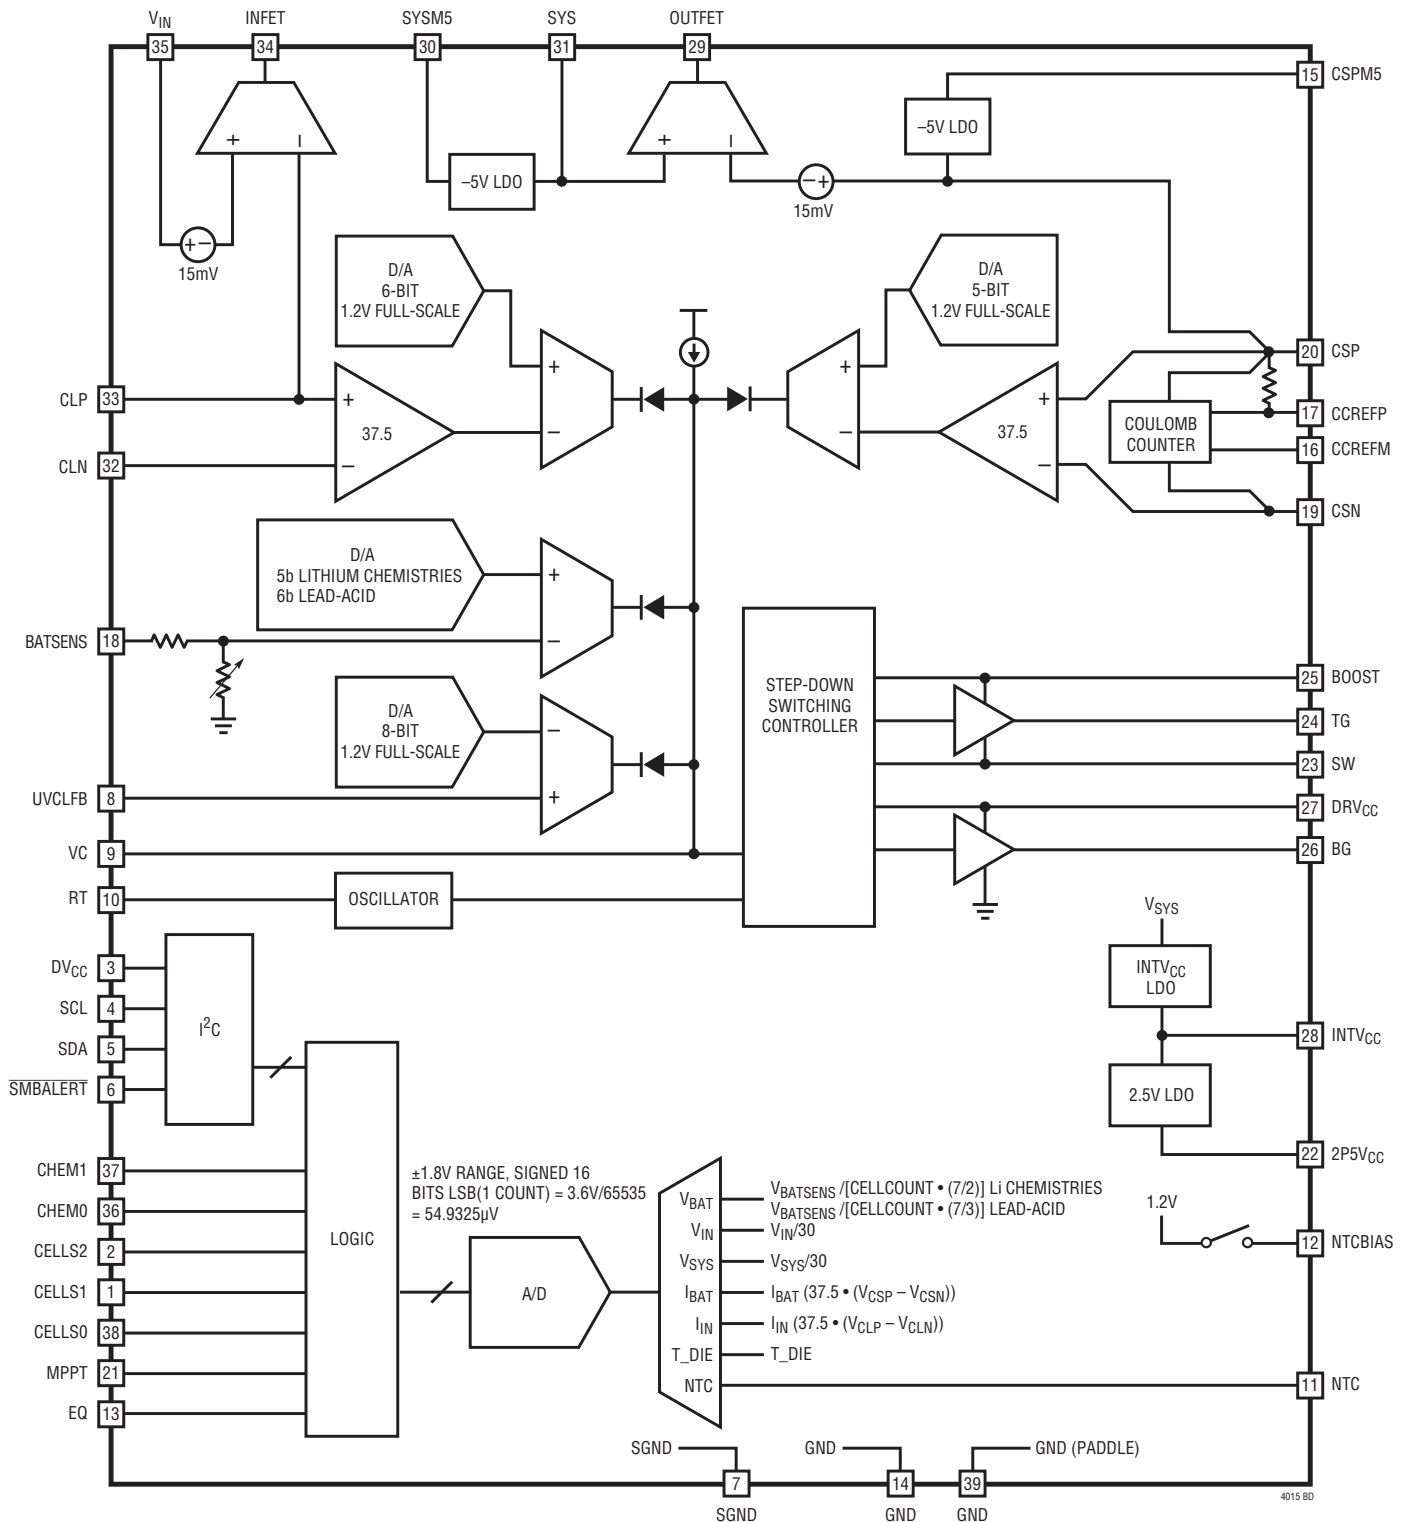 VIN INFET SYSM5 SYS OUTFET
35 34 30 31 29
15 CSPM5
–5V LDO
+ –
+ –
–5V LDO
– +
15mV
+ –
15mV
D/A
6-BIT
1.2V FULL-SCALE
D/A
5-BIT
1.2V FULL-SCALE
20 CSP
CLP 33
+
37.5
–
+
–
+
–
+
37.5
–
COULOMB
COUNTER
17 CCREFP
16 CCREFM
CLN 32
19 CSN
D/A
5b LITHIUM CHEMISTRIES
6b LEAD-ACID
+
–
BATSENS 18
STEP-DOWN
SWITCHING
CONTROLLER
25 BOOST
24 TG
23 SW
27 DRVCC
26 BG
D/A
8-BIT
1.2V FULL-SCALE
–
+
UVCLFB 8
VC 9
RT 10
OSCILLATOR
VSYS
INTVCC
LDO
28 INTVCC
2.5V LDO
22 2P5VCC
DVCC 3
SCL 4
SDA 5
SMBALERT 6
I2C
CHEM1 37
CHEM0 36
CELLS2 2
CELLS1 1
CELLS0 38
MPPT 21
EQ 13
LOGIC
±1.8V RANGE, SIGNED 16
BITS LSB(1 COUNT) = 3.6V/65535
= 54.9325µV
A/D
VBAT
VBATSENS /[CELLCOUNT • (7/2)] Li CHEMISTRIES
VBATSENS /[CELLCOUNT • (7/3)] LEAD-ACID
VIN VIN/30
VSYS VSYS/30
IBAT IBAT (37.5 • (VCSP – VCSN))
IIN IIN (37.5 • (VCLP – VCLN))
T_DIE T_DIE
NTC
1.2V
12 NTCBIAS
11 NTC
SGND GND GND (PADDLE)
7 14 39
SGND GND GND
4015 BD